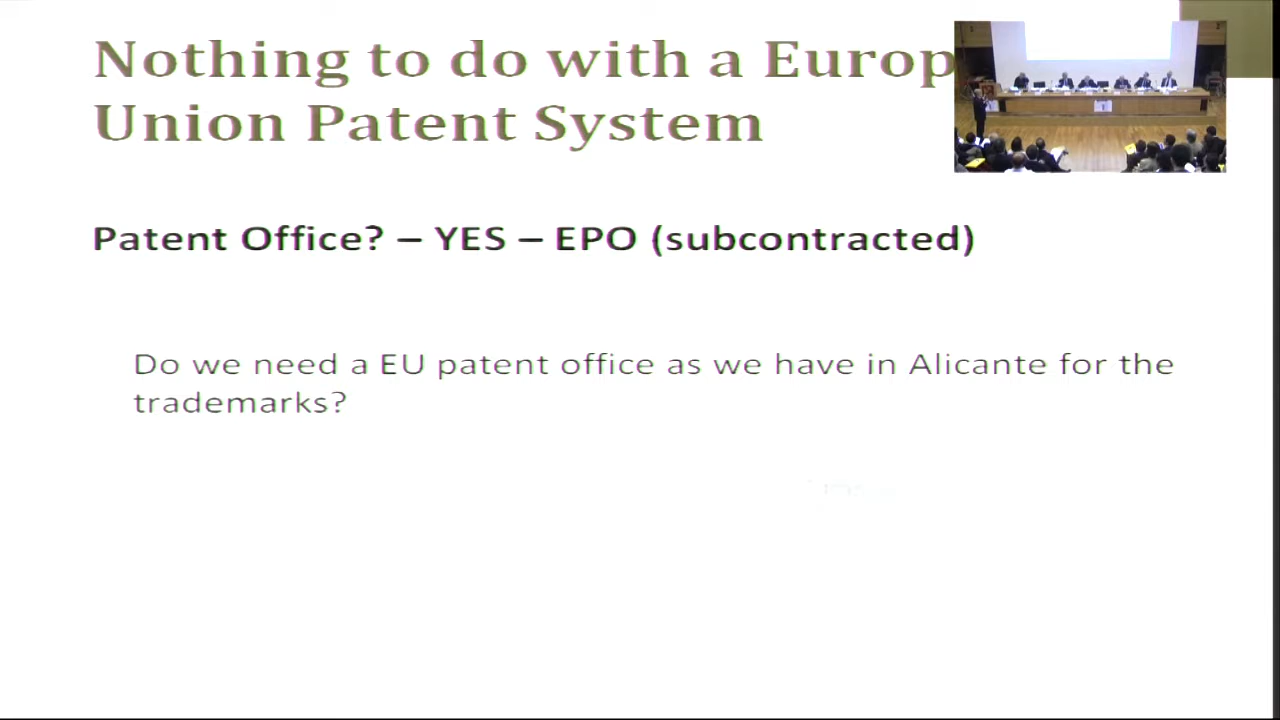 Nothing to do with a Europ
Union Patent System
Patent Office? – YES – EPO (subcontracted)
Do we need a EU patent office as we have in Alicante for the
trademarks?